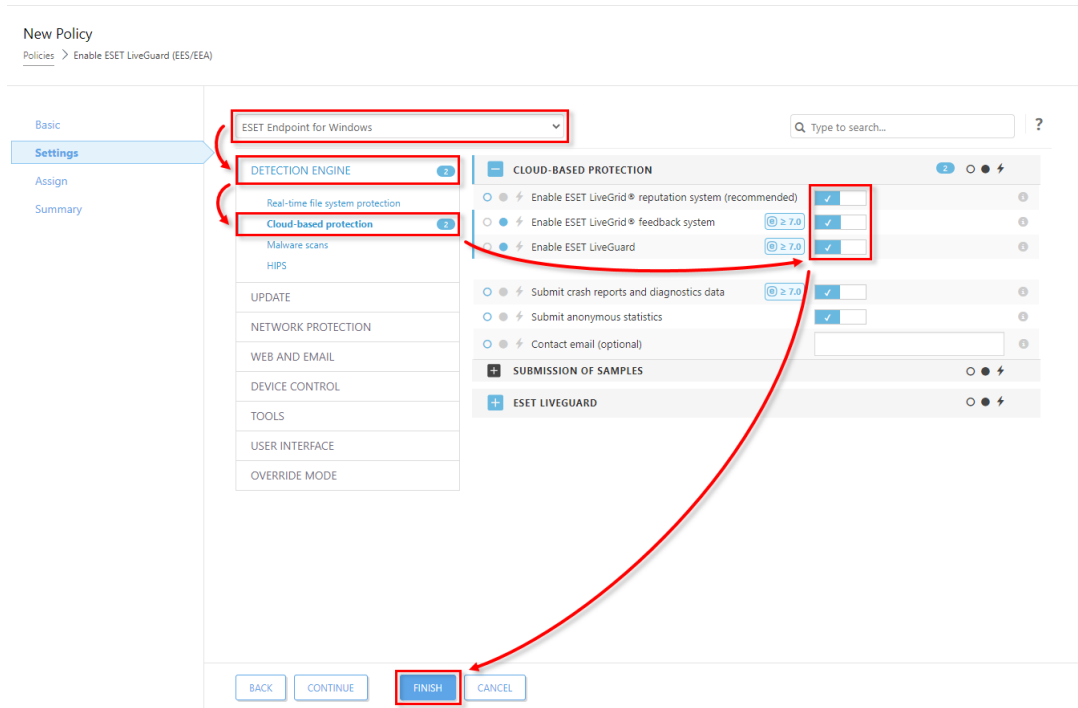 New Policy
Policies > Enable ESET LiveGuard (EES/EEA)
Basic
Settings
Assign
Summary
ESET Endpoint for Windows
Type to search...
?
DETECTION ENGINE 2
Real-time file system protection
Cloud-based protection 2
Malware scans
HIPS
UPDATE
NETWORK PROTECTION
WEB AND EMAIL
DEVICE CONTROL
TOOLS
USER INTERFACE
OVERRIDE MODE
CLOUD-BASED PROTECTION 2
Enable ESET LiveGrid® reputation system (recommended)
Enable ESET LiveGrid® feedback system ≥ 7.0
Enable ESET LiveGuard ≥ 7.0
Submit crash reports and diagnostics data ≥ 7.0
Submit anonymous statistics
Contact email (optional)
SUBMISSION OF SAMPLES
ESET LIVEGUARD
BACK CONTINUE FINISH CANCEL